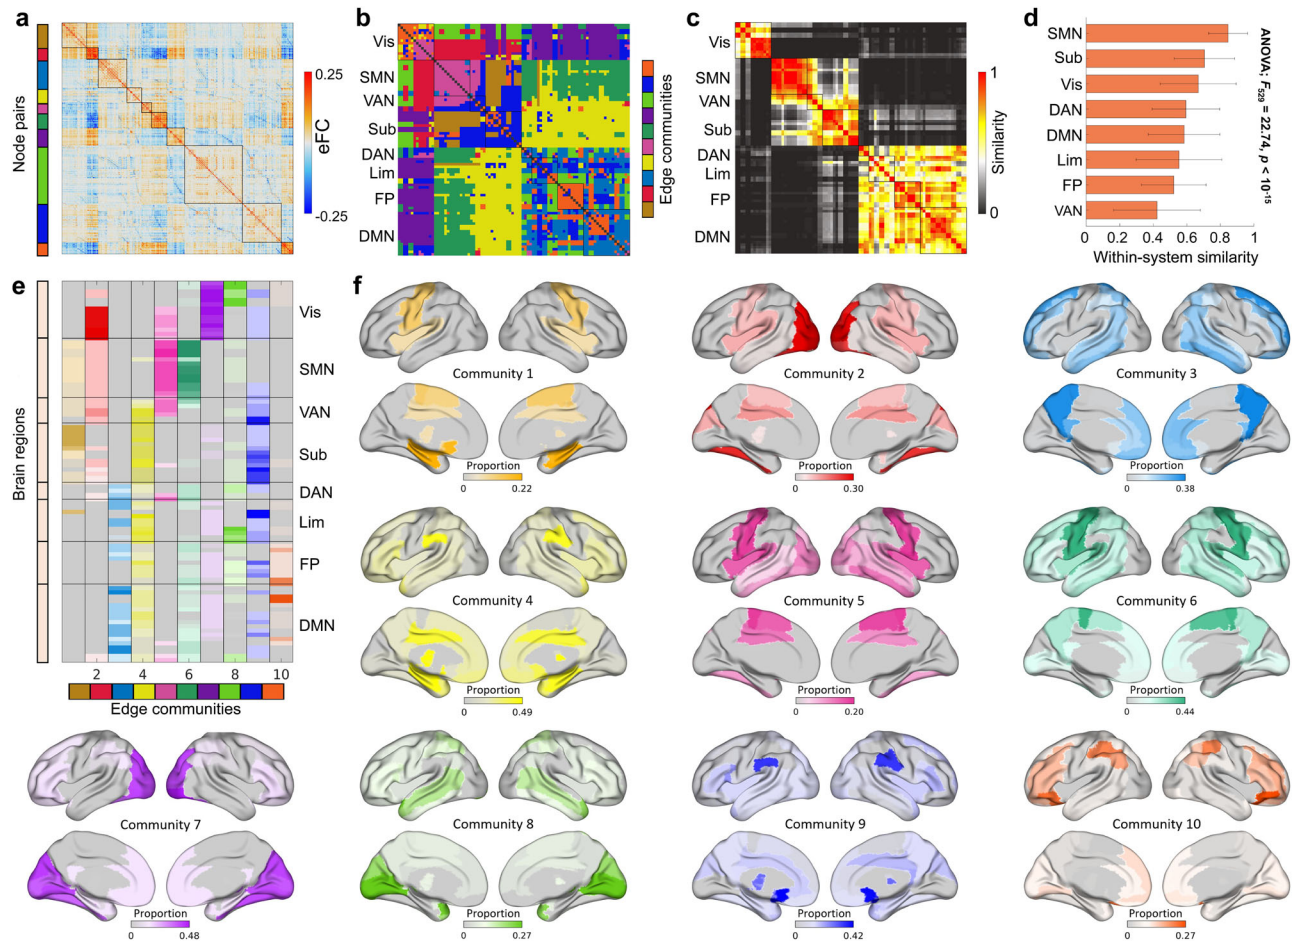 a
Node pairs
0.25
eFC
-0.25
b
Vis
SMN
VAN
Sub
DAN
Lim
FP
DMN
Edge communities
c
Vis
SMN
VAN
Sub
DAN
Lim
FP
DMN
1
Similarity
0
d
SMN
Sub
Vis
DAN
DMN
Lim
FP
VAN
0 0.2 0.4 0.6 0.8 1
Within-system similarity
ANOVA; F529 = 22.74, p < 10-15
e
Brain regions
Vis
SMN
VAN
Sub
DAN
Lim
FP
DMN
2 4 6 8 10
Edge communities
f
Community 1
Proportion
0 0.22
Community 2
Proportion
0 0.30
Community 3
Proportion
0 0.38
Community 4
Proportion
0 0.49
Community 5
Proportion
0 0.20
Community 6
Proportion
0 0.44
Community 7
Proportion
0 0.48
Community 8
Proportion
0 0.27
Community 9
Proportion
0 0.42
Community 10
Proportion
0 0.27